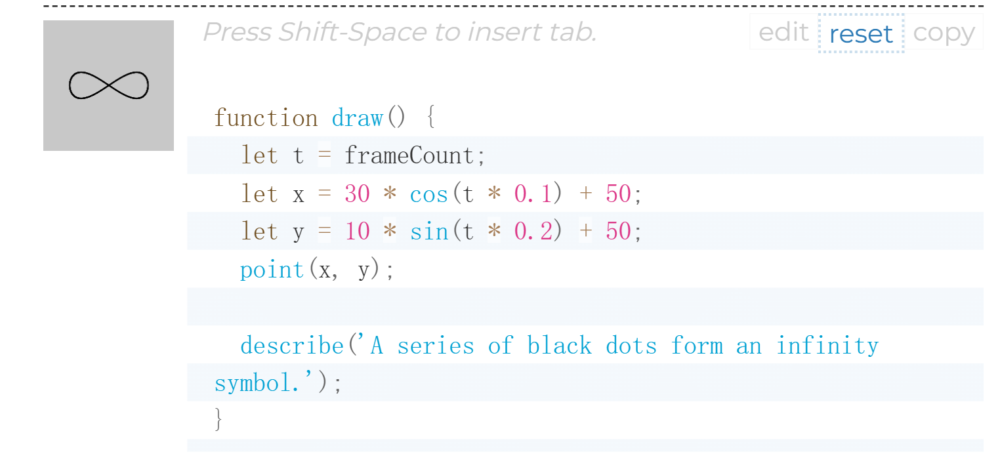 Press Shift-Space to insert tab.
edit reset copy
function draw() {
  let t = frameCount;
  let x = 30 * cos(t * 0.1) + 50;
  let y = 10 * sin(t * 0.2) + 50;
  point(x, y);
  describe('A series of black dots form an infinity
symbol.');
}